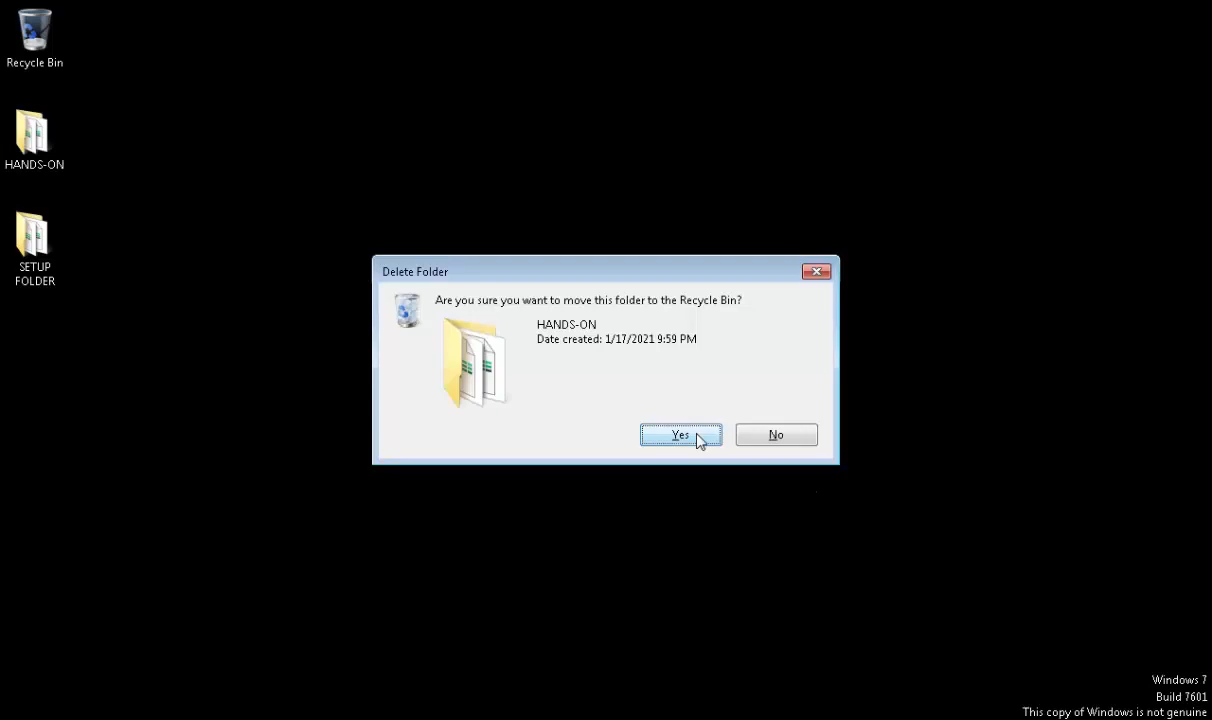 Recycle Bin
HANDS-ON
SETUP
FOLDER
Delete Folder
Are you sure you want to move this folder to the Recycle Bin?
HANDS-ON
Date created: 1/17/2021 9:59 PM
Yes
No
Windows 7
Build 7601
This copy of Windows is not genuine